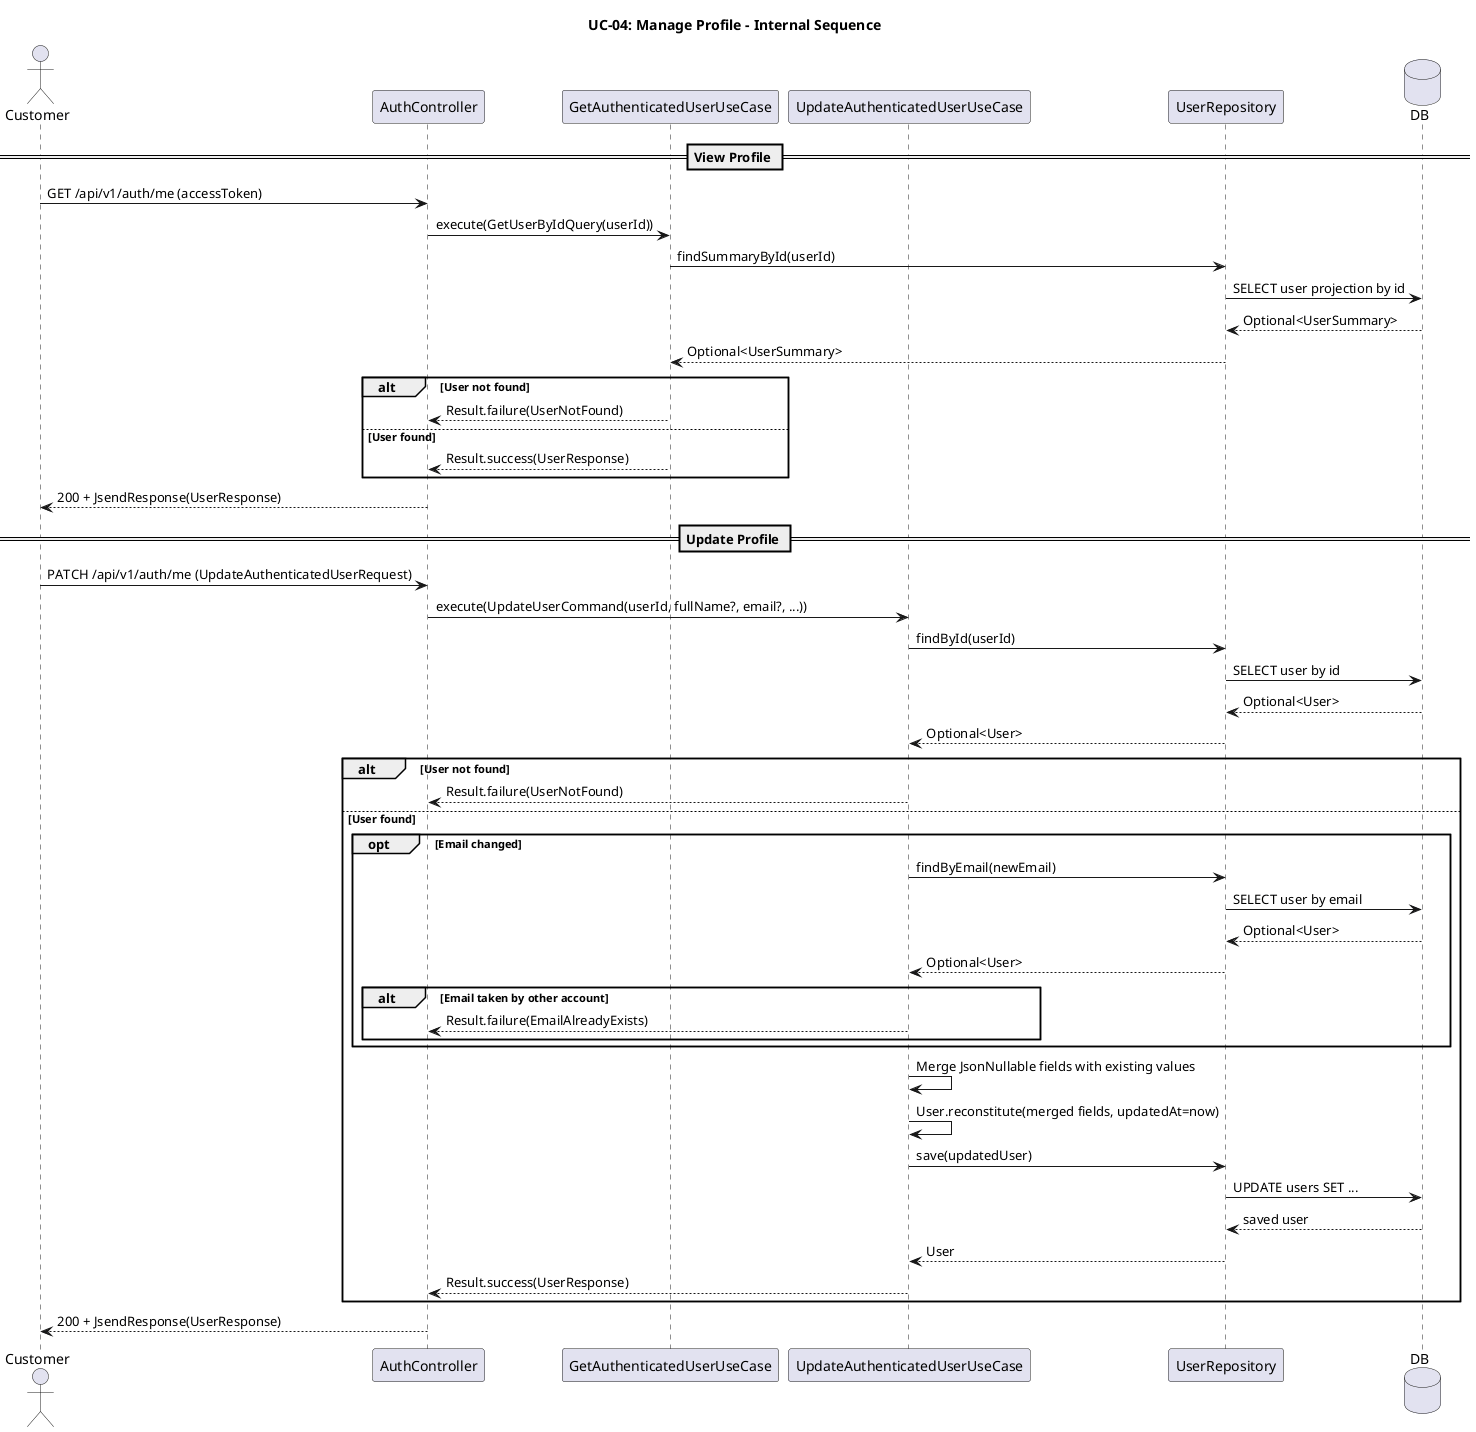 UC-04: Manage Profile - Internal Sequence
Customer
AuthController
GetAuthenticatedUserUseCase
UpdateAuthenticatedUserUseCase
UserRepository
DB
View Profile
GET /api/v1/auth/me (accessToken)
execute(GetUserByIdQuery(userId))
findSummaryById(userId)
SELECT user projection by id
Optional<UserSummary>
Optional<UserSummary>
alt [User not found]
Result.failure(UserNotFound)
[User found]
Result.success(UserResponse)
200 + JsendResponse(UserResponse)
Update Profile
PATCH /api/v1/auth/me (UpdateAuthenticatedUserRequest)
execute(UpdateUserCommand(userId, fullName?, email?, ...))
findById(userId)
SELECT user by id
Optional<User>
Optional<User>
alt [User not found]
Result.failure(UserNotFound)
[User found]
opt [Email changed]
findByEmail(newEmail)
SELECT user by email
Optional<User>
Optional<User>
alt [Email taken by other account]
Result.failure(EmailAlreadyExists)
Merge JsonNullable fields with existing values
User.reconstitute(merged fields, updatedAt=now)
save(updatedUser)
UPDATE users SET ...
saved user
User
Result.success(UserResponse)
200 + JsendResponse(UserResponse)
Customer
AuthController
GetAuthenticatedUserUseCase
UpdateAuthenticatedUserUseCase
UserRepository
DB